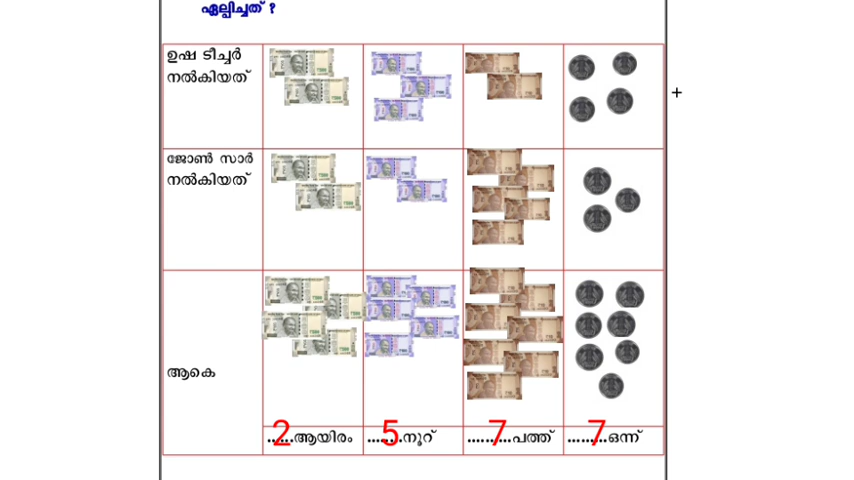 ഏല്പിച്ചത് ?
ഉഷ ടീച്ചർ
നൽകിയത്
+
ജോൺ സാർ
നൽകിയത്
ആകെ
2 ......ആയിരം 5 .........നൂറ് 7 ..........പത്ത് 7 .........ഒന്ന്